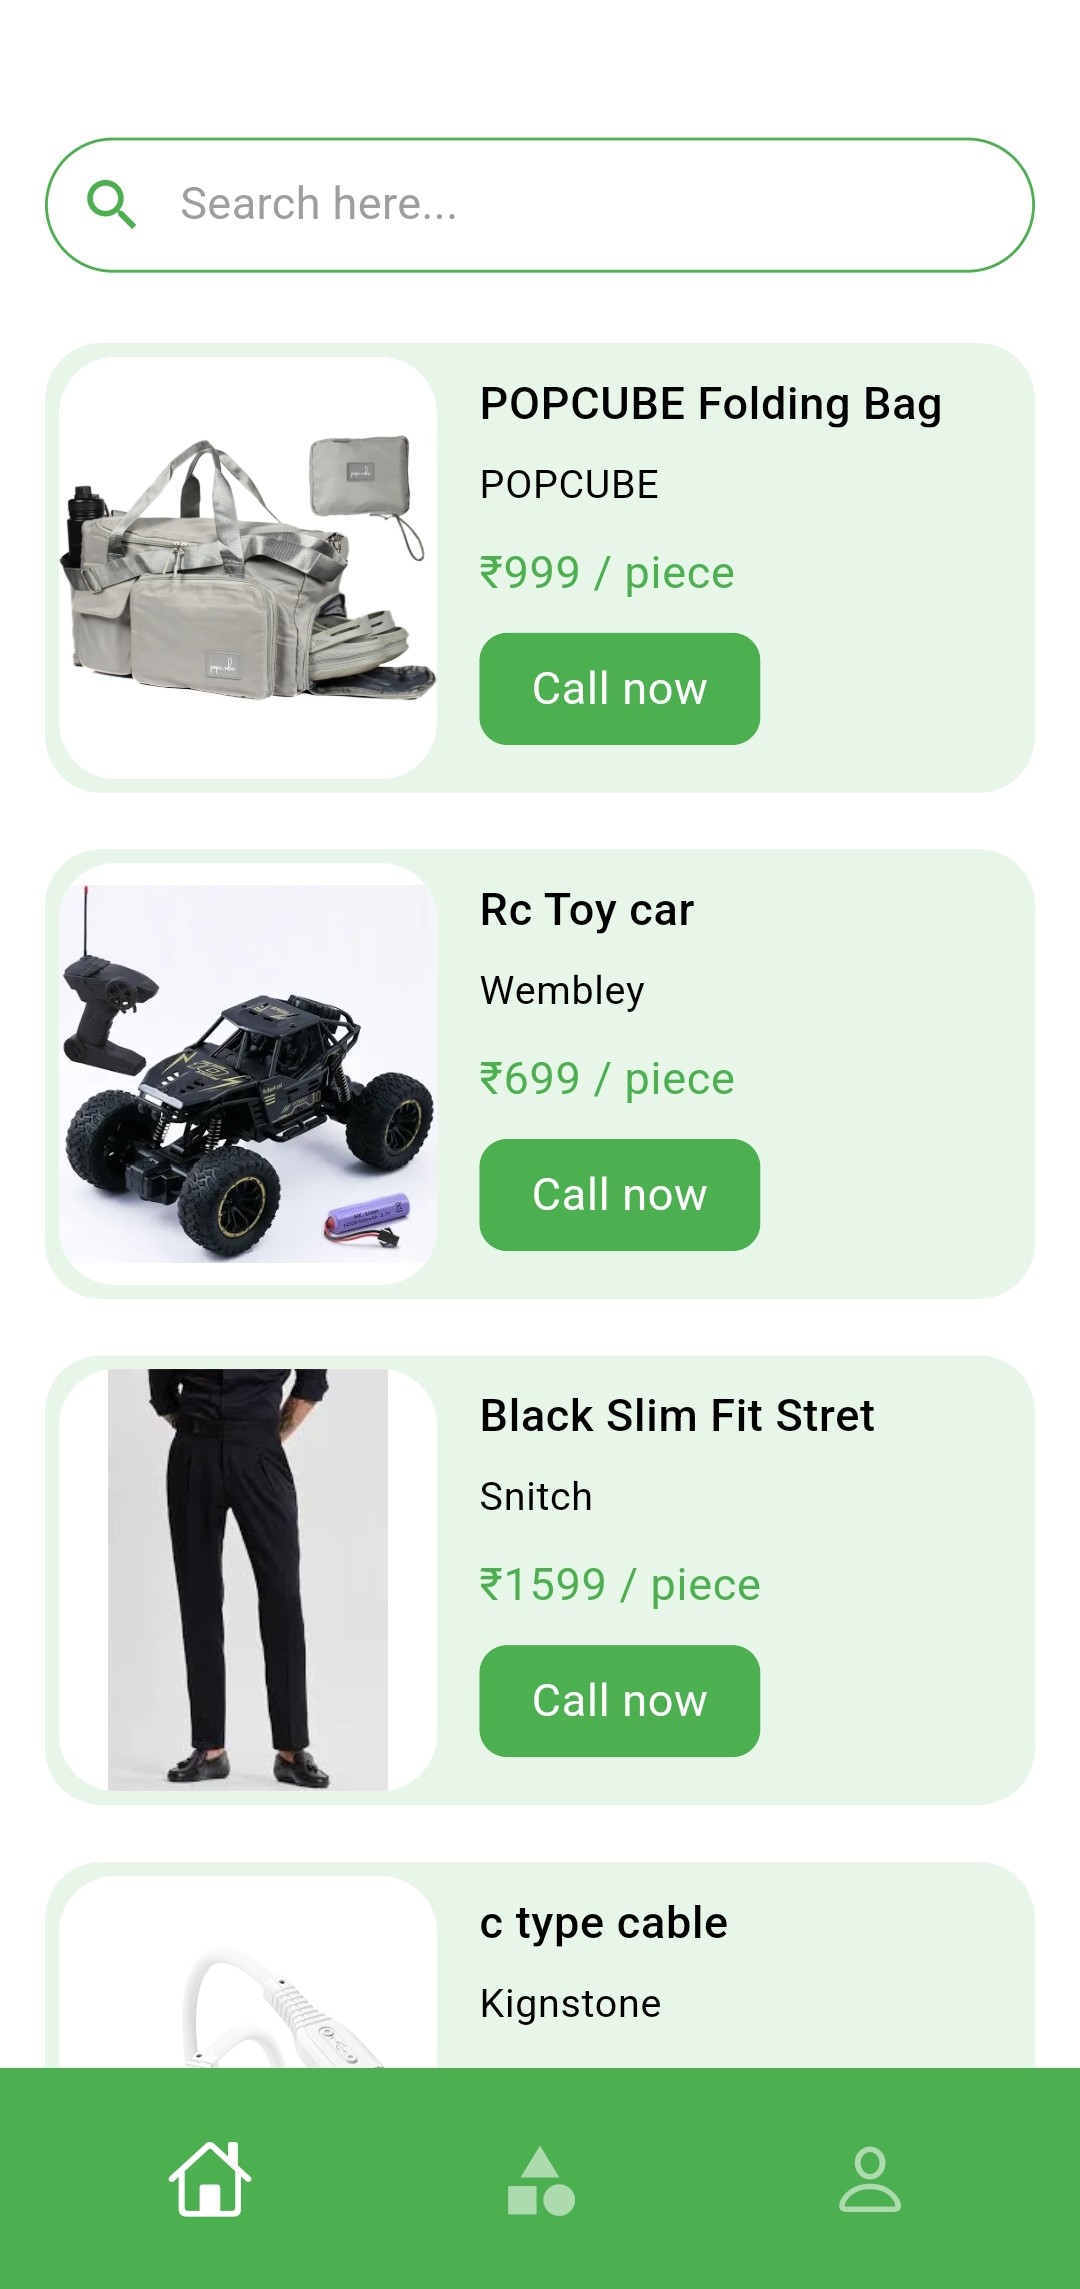 Search here...
POPCUBE Folding Bag
POPCUBE
₹999 / piece
Call now
Rc Toy car
Wembley
₹699 / piece
Call now
Black Slim Fit Stret
Snitch
₹1599 / piece
Call now
c type cable
Kignstone